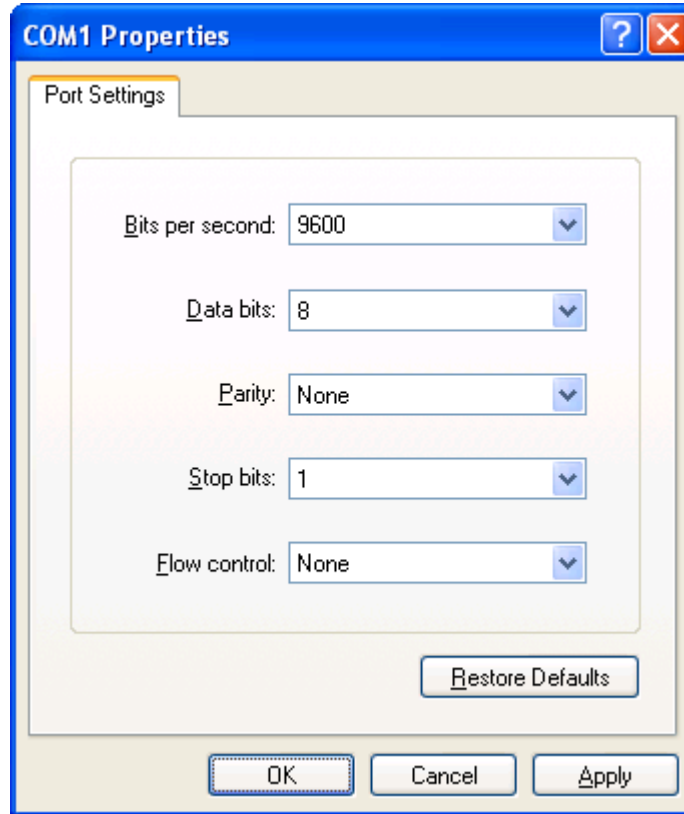 COM1 Properties
Port Settings
Bits per second: 9600
Data bits: 8
Parity: None
Stop bits: 1
Flow control: None
Restore Defaults
OK Cancel Apply